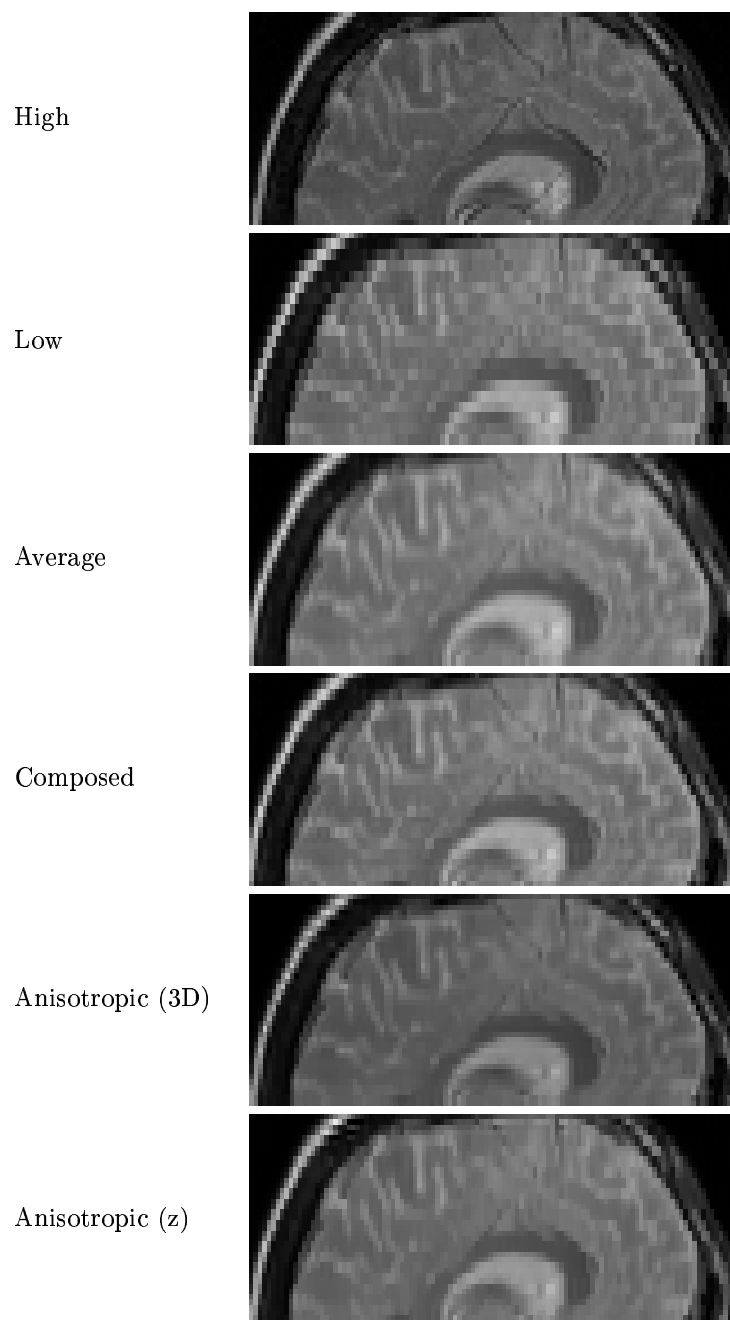 High
Low
Average
Composed
Anisotropic (3D)
Anisotropic (z)